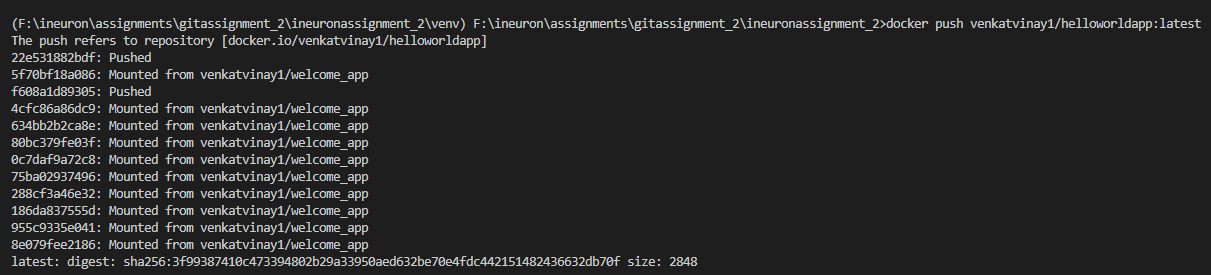 (F:\ineuron\assignments\gitassignment_2\ineuronassignment_2\venv) F:\ineuron\assignments\gitassignment_2\ineuronassignment_2>docker push venkatvinay1/helloworldapp:latest
The push refers to repository [docker.io/venkatvinay1/helloworldapp]
22e531882bdf: Pushed
5f70bf18a086: Mounted from venkatvinay1/welcome_app
f608a1d89305: Pushed
4cfc86a86dc9: Mounted from venkatvinay1/welcome_app
634bb2b2ca8e: Mounted from venkatvinay1/welcome_app
80bc379fe03f: Mounted from venkatvinay1/welcome_app
0c7daf9a72c8: Mounted from venkatvinay1/welcome_app
75ba02937496: Mounted from venkatvinay1/welcome_app
288cf3a46e32: Mounted from venkatvinay1/welcome_app
186da837555d: Mounted from venkatvinay1/welcome_app
955c9335e041: Mounted from venkatvinay1/welcome_app
8e079fee2186: Mounted from venkatvinay1/welcome_app
latest: digest: sha256:3f99387410c473394802b29a33950aed632be70e4fdc442151482436632db70f size: 2848